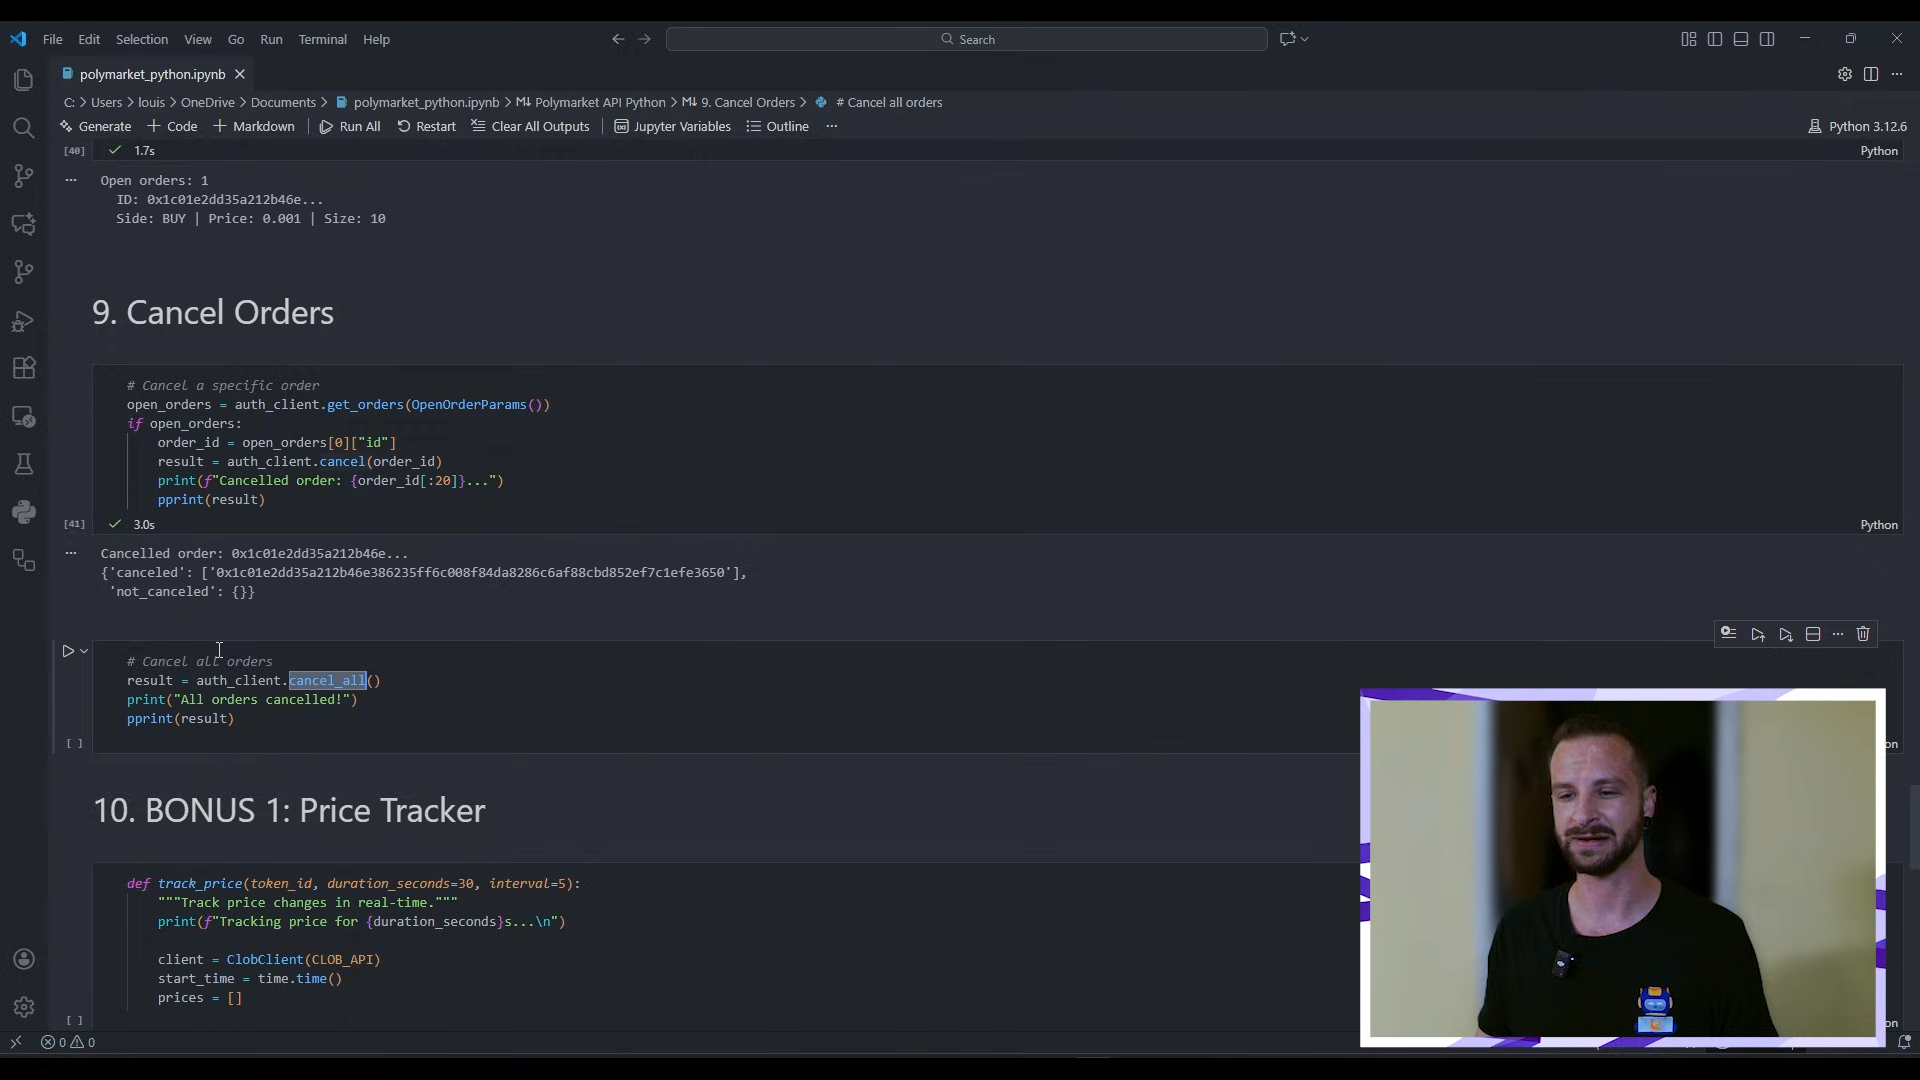 File Edit Selection View Go Run Terminal Help
Search
polymarket_python.ipynb
C: > Users > louis > OneDrive > Documents > polymarket_python.ipynb > M↓ Polymarket API Python > M↓ 9. Cancel Orders > # Cancel all orders
Generate + Code + Markdown Run All Restart Clear All Outputs Jupyter Variables Outline ... Python 3.12.6
[40] 1.7s Python
... Open orders: 1
ID: 0x1c01e2dd35a212b46e...
Side: BUY | Price: 0.001 | Size: 10
9. Cancel Orders
# Cancel a specific order
open_orders = auth_client.get_orders(OpenOrderParams())
if open_orders:
order_id = open_orders[0]["id"]
result = auth_client.cancel(order_id)
print(f"Cancelled order: {order_id[:20]}...")
pprint(result)
[41] 3.0s Python
... Cancelled order: 0x1c01e2dd35a212b46e...
{'canceled': ['0x1c01e2dd35a212b46e386235ff6c008f84da8286c6af88cbd852ef7c1efe3650'],
'not_canceled': {}}
# Cancel all orders
result = auth_client.cancel_all()
print("All orders cancelled!")
pprint(result)
[ ] on
10. BONUS 1: Price Tracker
def track_price(token_id, duration_seconds=30, interval=5):
"""Track price changes in real-time."""
print(f"Tracking price for {duration_seconds}s...\n")
client = ClobClient(CLOB_API)
start_time = time.time()
prices = []
[ ] on
0 0